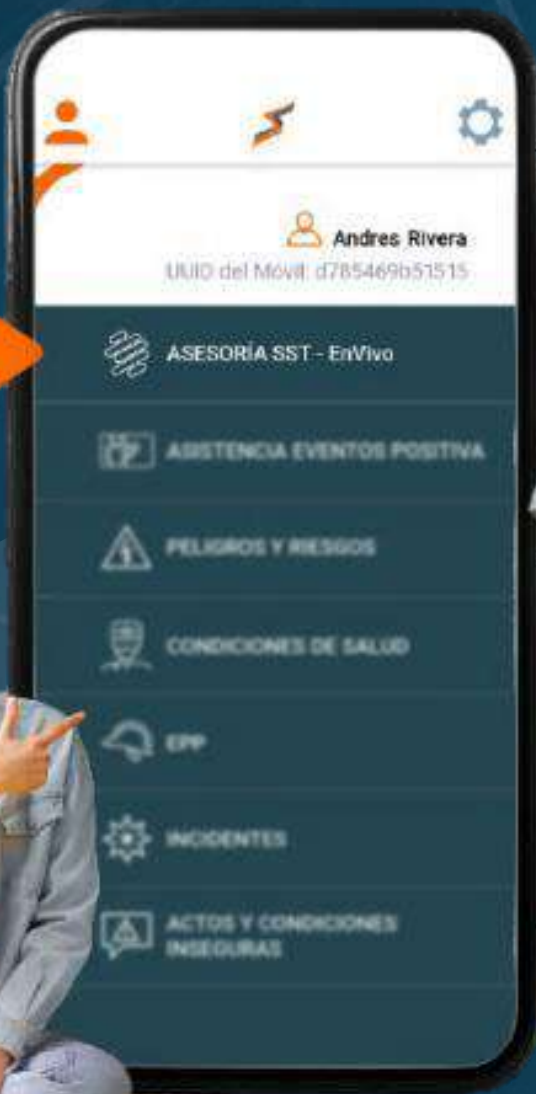 Andres Rivera
UUID del Móvil: d785469b51515
ASESORÍA SST - EnVivo
ASISTENCIA EVENTOS POSITIVA
PELIGROS Y RIESGOS
CONDICIONES DE SALUD
EPP
INCIDENTES
ACTOS Y CONDICIONES
INSEGURAS